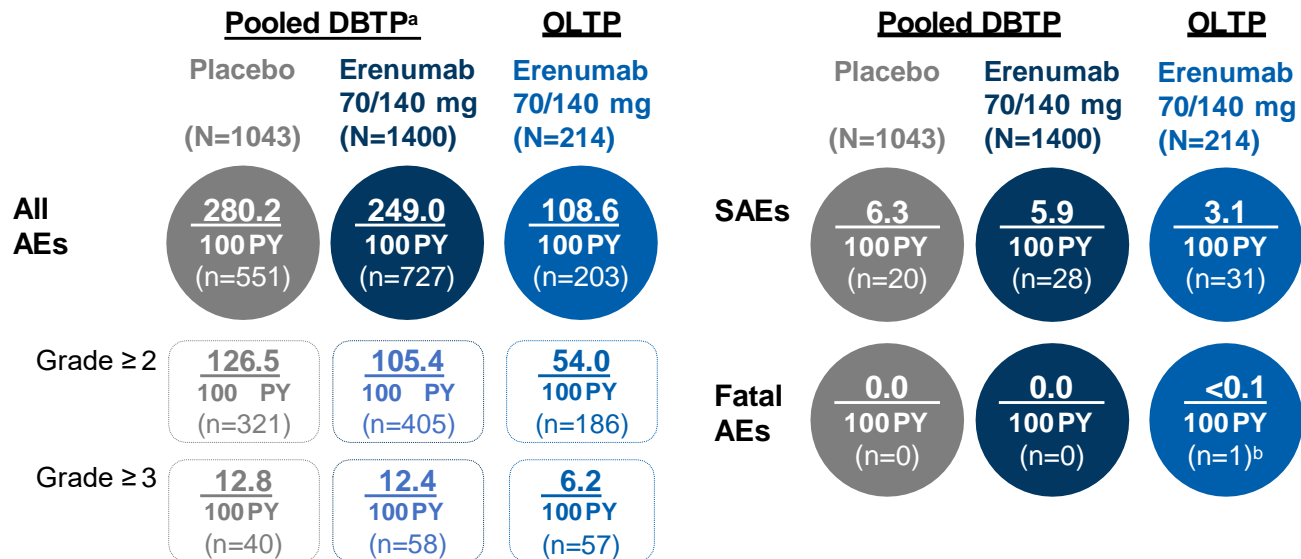 Pooled DBTPᵃ OLTP
Placebo Erenumab Erenumab
70/140 mg 70/140 mg
(N=1043) (N=1400) (N=214)
All
AEs
280.2 249.0 108.6
100 PY 100 PY 100 PY
(n=551) (n=727) (n=203)
Grade ≥ 2
126.5 105.4 54.0
100 PY 100 PY 100 PY
(n=321) (n=405) (n=186)
Grade ≥ 3
12.8 12.4 6.2
100 PY 100 PY 100 PY
(n=40) (n=58) (n=57)
Pooled DBTP OLTP
Placebo Erenumab Erenumab
70/140 mg 70/140 mg
(N=1043) (N=1400) (N=214)
SAEs
6.3 5.9 3.1
100 PY 100 PY 100 PY
(n=20) (n=28) (n=31)
Fatal
AEs
0.0 0.0 <0.1
100 PY 100 PY 100 PY
(n=0) (n=0) (n=1)ᵇ